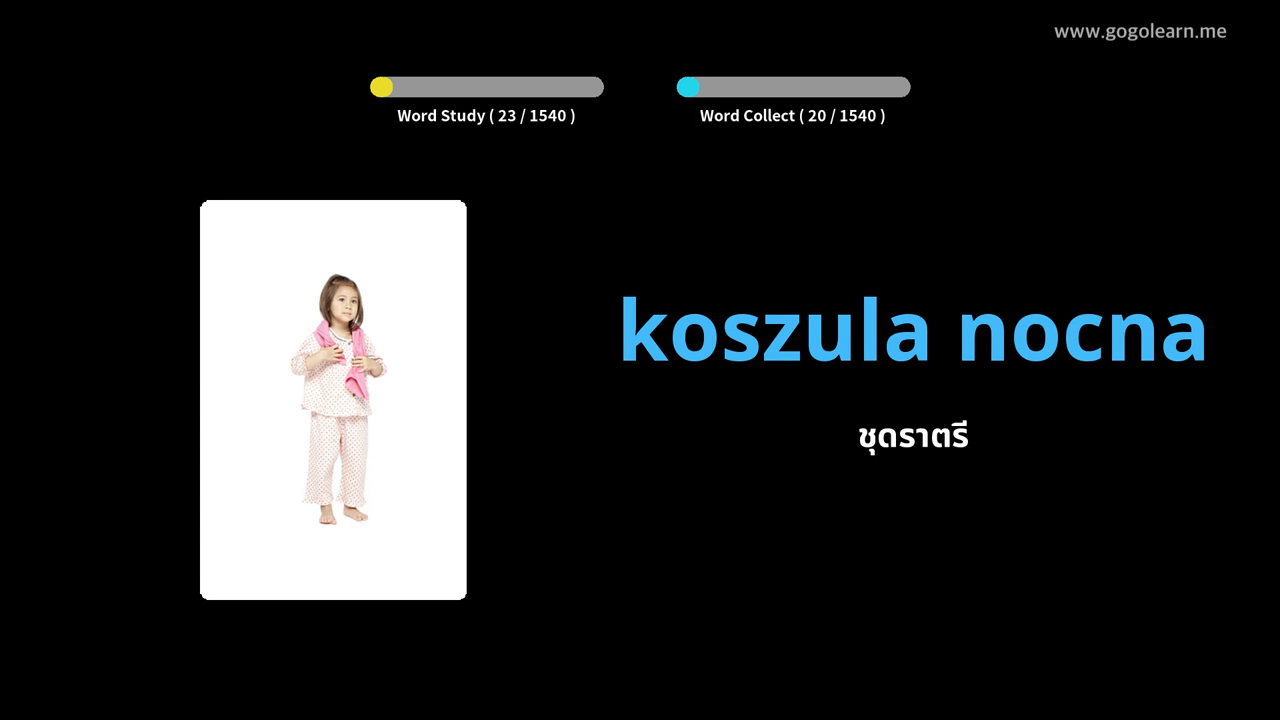 www.gogolearn.me
Word Study ( 23 / 1540 )
Word Collect ( 20 / 1540 )
koszula nocna
ชุดราตรี